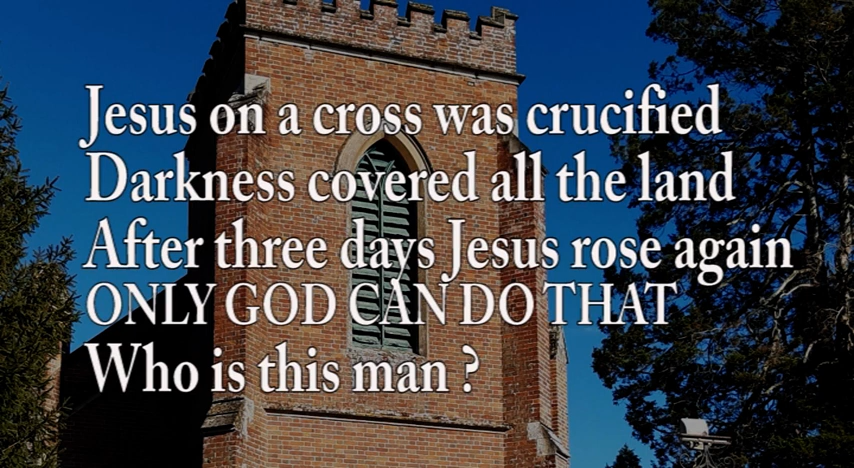 Jesus on a cross was crucified
Darkness covered all the land
After three days Jesus rose again
ONLY GOD CAN DO THAT
Who is this man ?